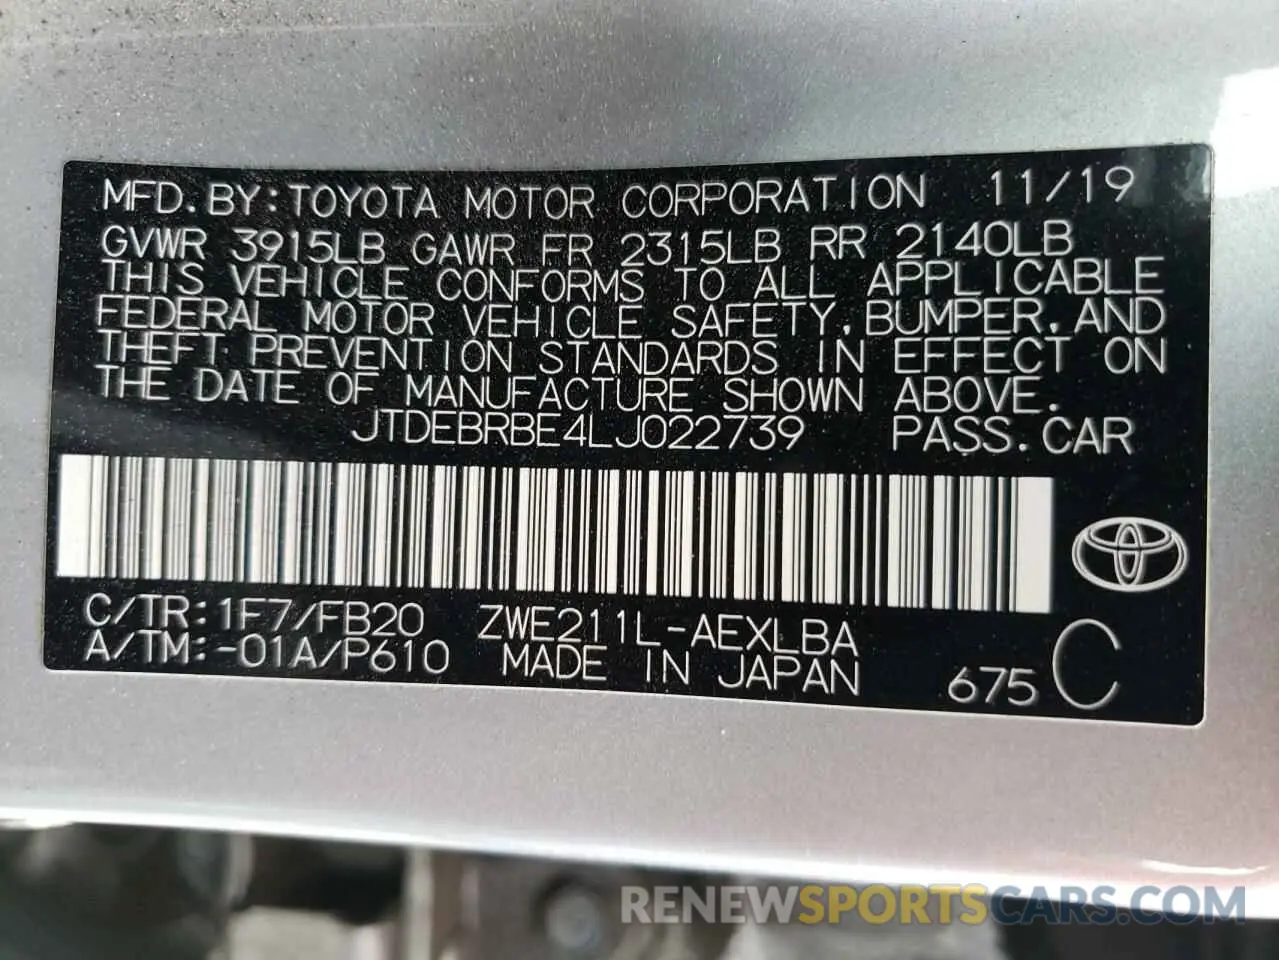 MFD. BY: TOYOTA MOTOR CORPORATION 11/19
GVWR 3915LB GAWR FR 2315LB RR 2140LB
THIS VEHICLE CONFORMS TO ALL APPLICABLE
FEDERAL MOTOR VEHICLE SAFETY, BUMPER, AND
THEFT PREVENTION STANDARDS IN EFFECT ON
THE DATE OF MANUFACTURE SHOWN ABOVE.
JTDEBRBE4LJ022739 PASS. CAR
C/TR: 1F7/FB20 ZWE211L-AEXLBA
A/TM: -01A/P610 MADE IN JAPAN 675 C
RENEWSPORTSCARS.COM